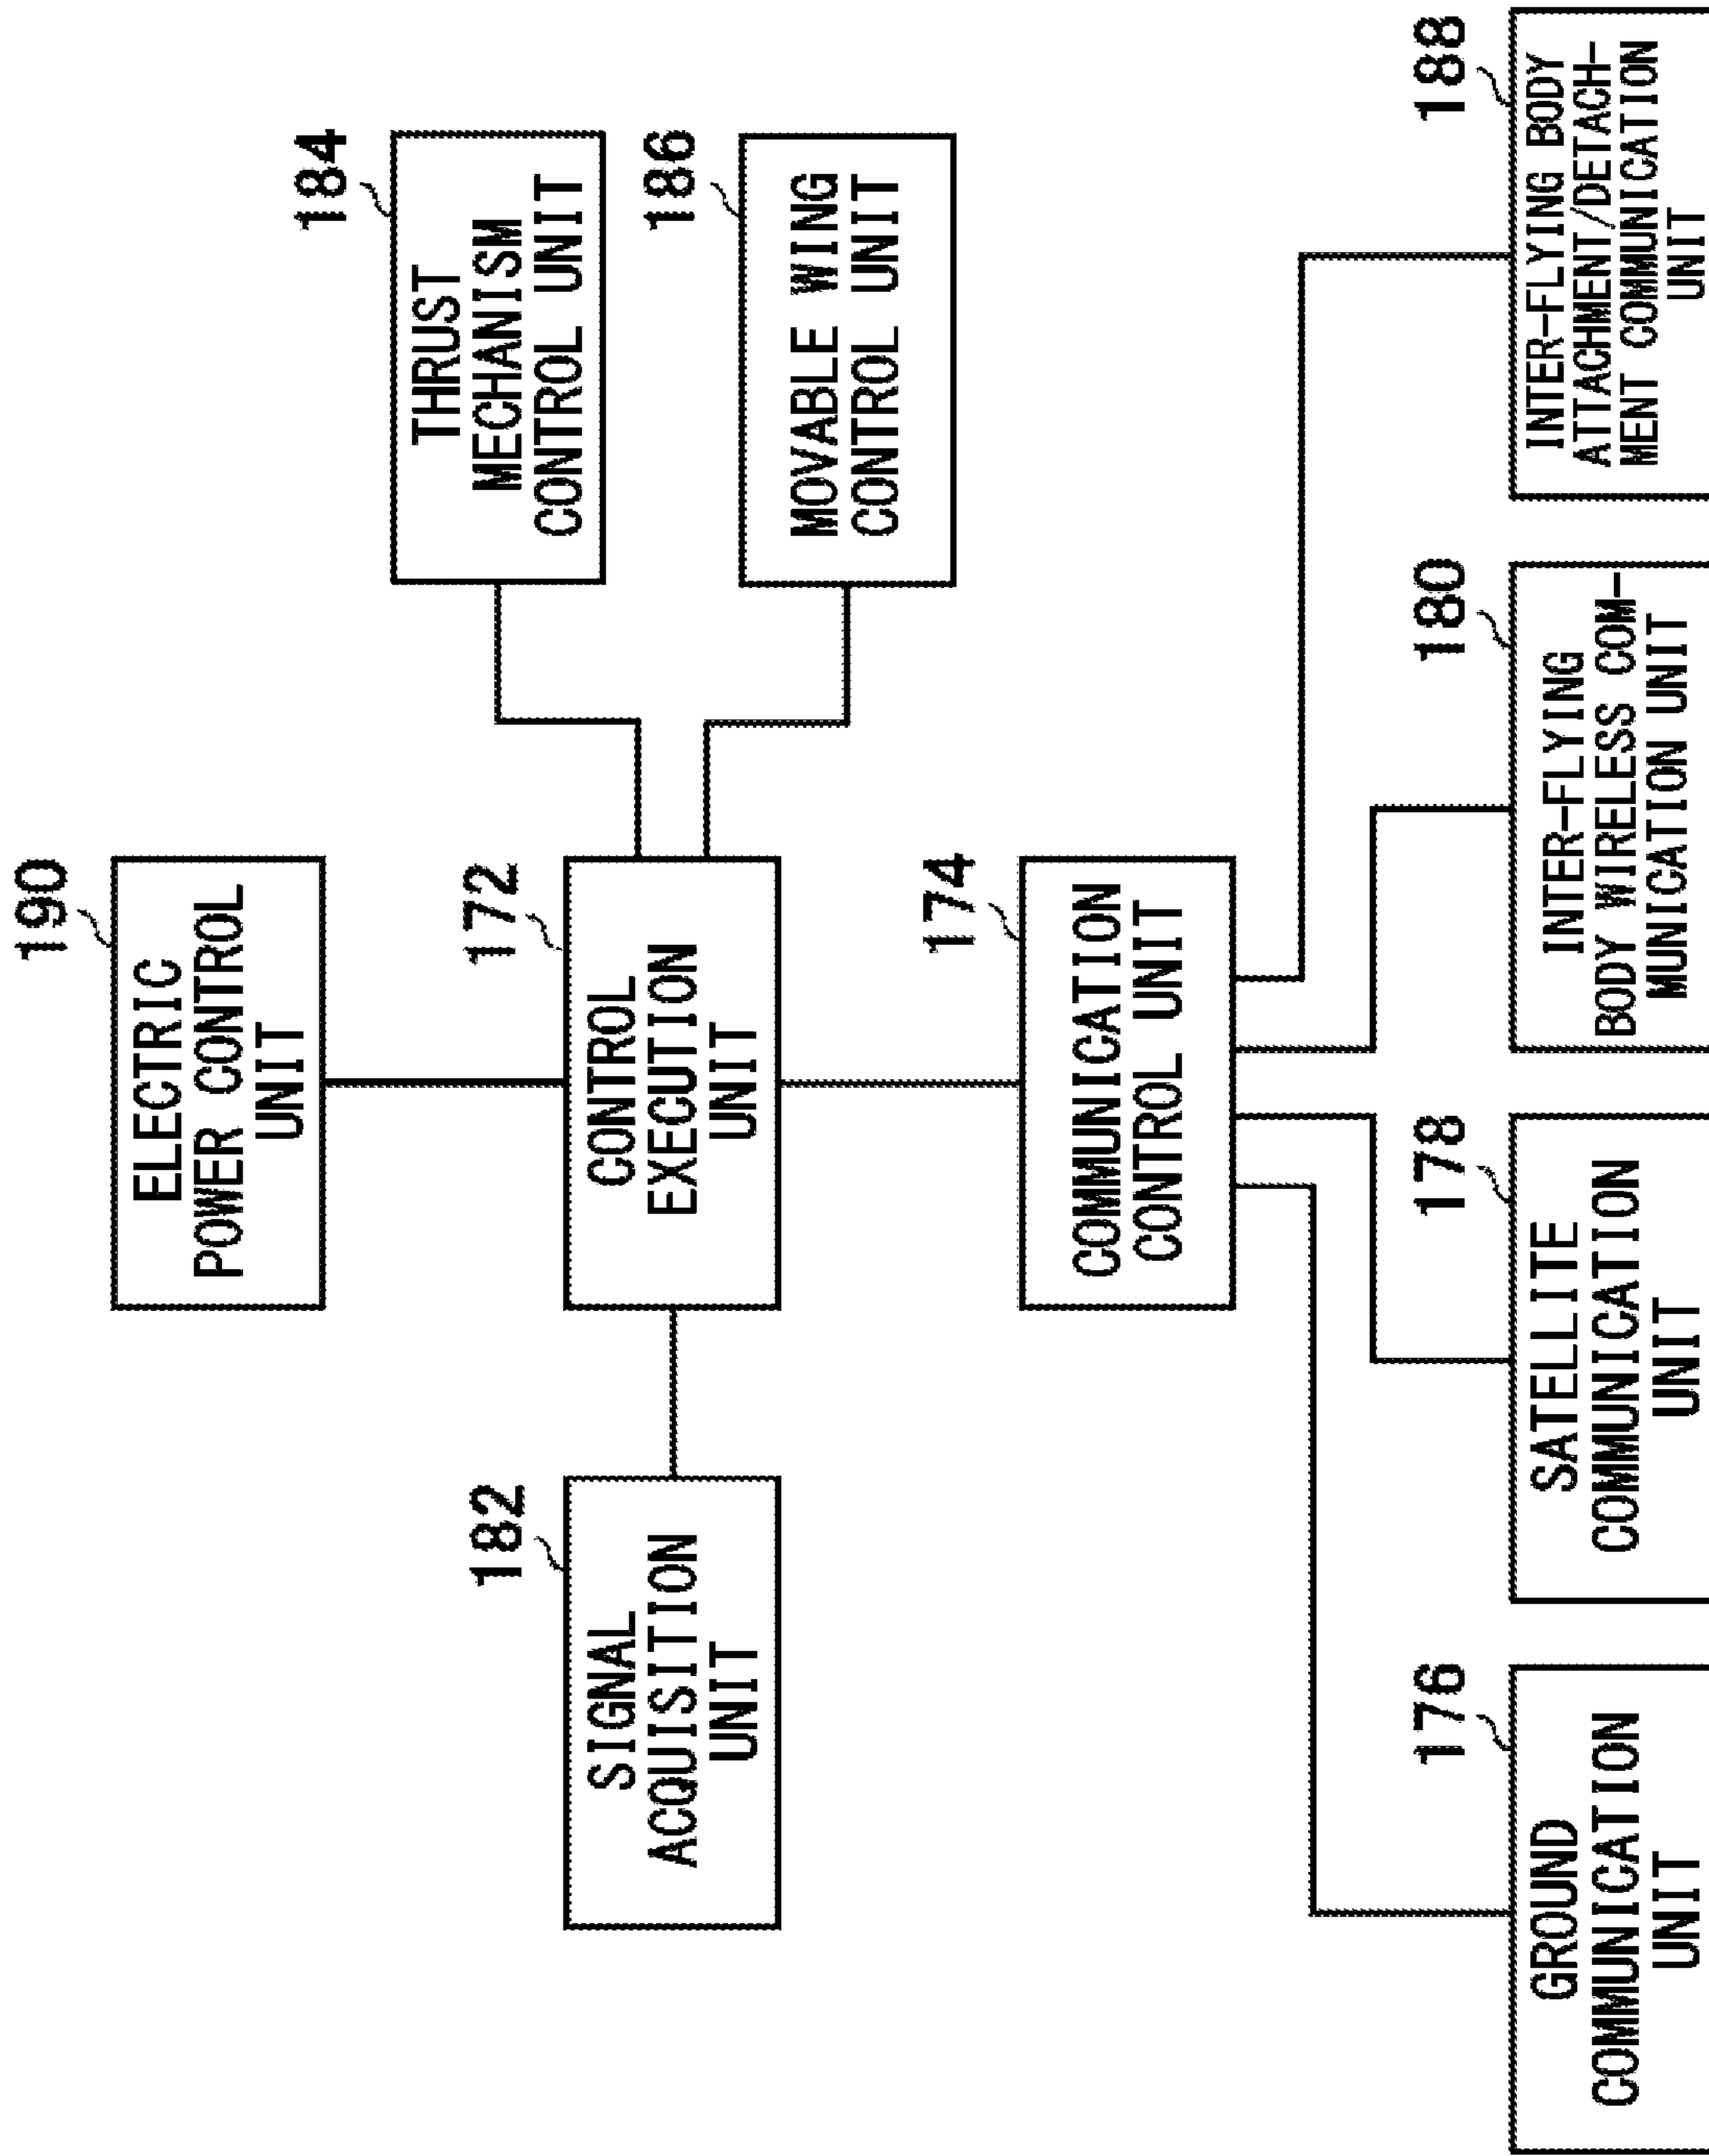 190
ELECTRIC
POWER CONTROL
UNIT
184
THRUST
MECHANISM
CONTROL UNIT
182
SIGNAL
ACQUISITION
UNIT
172
CONTROL
EXECUTION
UNIT
186
MOVABLE WING
CONTROL UNIT
174
COMMUNICATION
CONTROL UNIT
176
GROUND
COMMUNICATION
UNIT
178
SATELLITE
COMMUNICATION
UNIT
180
INTER-FLYING
BODY WIRELESS COM-
MUNICATION UNIT
188
INTER-FLYING BODY
ATTACHMENT/DETACH-
MENT COMMUNICATION
UNIT